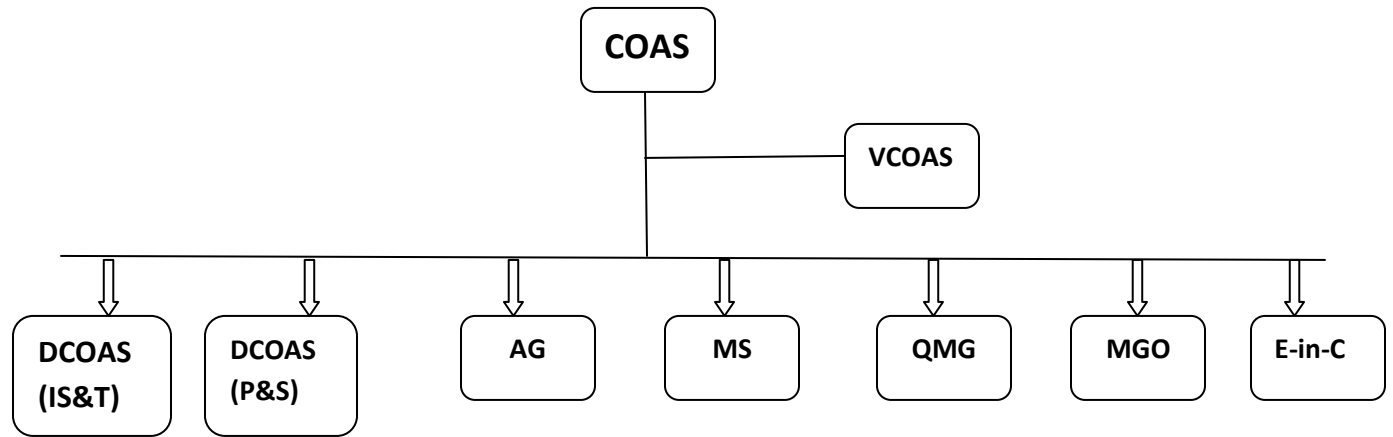 COAS
VCOAS
DCOAS
(IS&T)
DCOAS
(P&S)
AG
MS
QMG
MGO
E-in-C